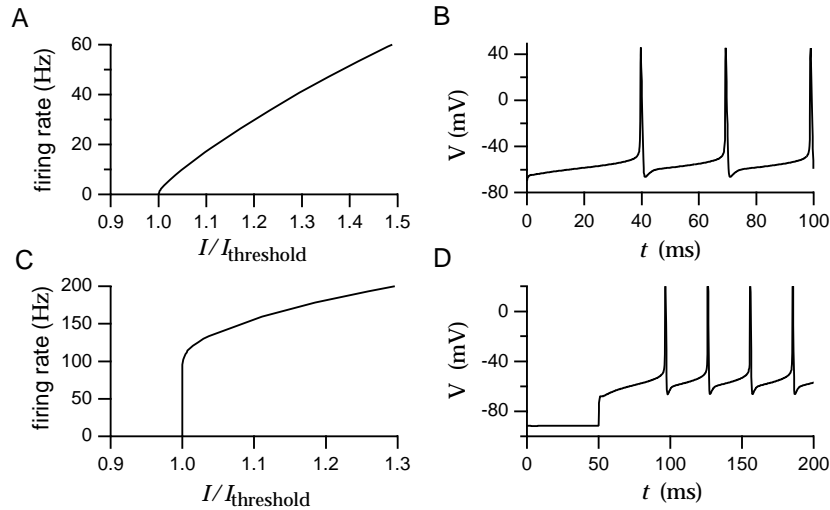 A
firing rate (Hz)
60
40
20
0
0.9 1.0 1.1 1.2 1.3 1.4 1.5
I/I threshold
B
V (mV)
40
0
-40
-80
0 20 40 60 80 100
t (ms)
C
firing rate (Hz)
200
150
100
50
0
0.9 1.0 1.1 1.2 1.3
I/I threshold
D
V (mV)
0
-40
-80
0 50 100 150 200
t (ms)